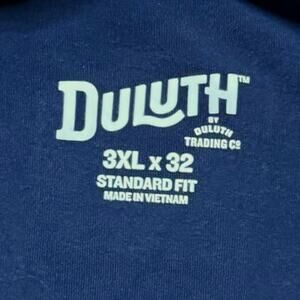 DULUTH™
BY
DULUTH
TRADING CO
3XL x 32
STANDARD FIT
MADE IN VIETNAM